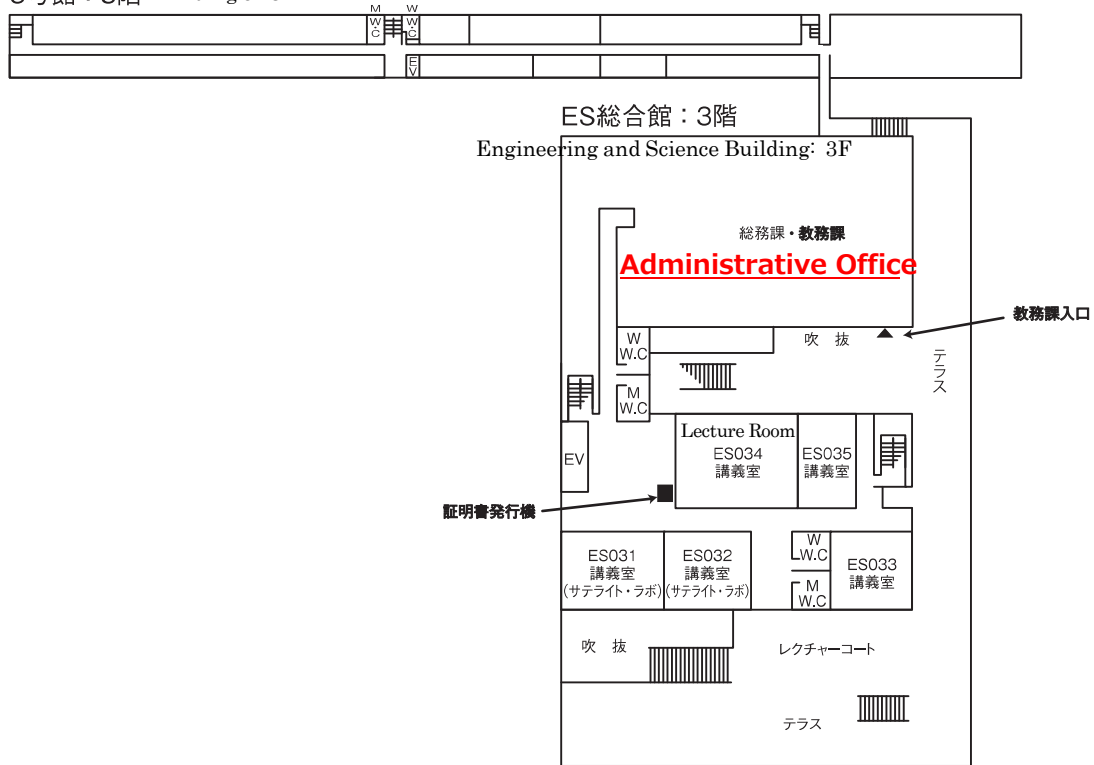 M
W.C
W
W.C
EV
ES総合館：3階
Engineering and Science Building: 3F
総務課・教務課
Administrative Office
教務課入口
吹 抜
テラス
W
W.C
M
W.C
Lecture Room
ES034
講義室
ES035
講義室
EV
証明書発行機
ES031
講義室
(サテライト・ラボ)
ES032
講義室
(サテライト・ラボ)
W
W.C
M
W.C
ES033
講義室
吹 抜
レクチャーコート
テラス